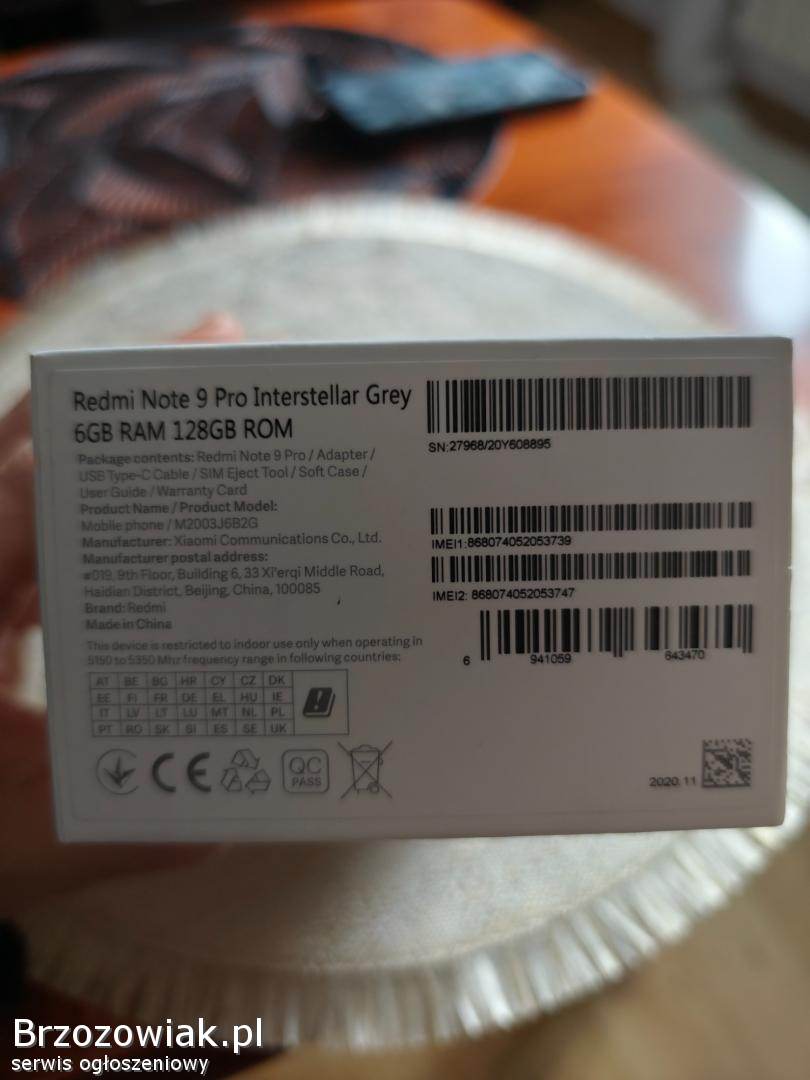 Redmi Note 9 Pro Interstellar Grey
6GB RAM 128GB ROM
Package contents: Redmi Note 9 Pro / Adapter /
USB Type-C Cable / SIM Eject Tool / Soft Case /
User Guide / Warranty Card
Product Name / Product Model:
Mobile phone / M2003J6B2G
Manufacturer: Xiaomi Communications Co., Ltd.
Manufacturer postal address:
#019, 9th Floor, Building 6, 33 Xi'erqi Middle Road,
Haidian District, Beijing, China, 100085
Brand: Redmi
Made in China
This device is restricted to indoor use only when operating in
5150 to 5350 Mhz frequency range in following countries:
AT BE BG HR CY CZ DK
EE FI FR DE EL HU IE
IT LV LT LU MT NL PL
PT RO SK SI ES SE UK
CE
QC
PASS
SN:27968/20Y608895
IMEI1:868074052053739
IMEI2: 868074052053747
6 941059 643470
2020.11
Brzozowiak.pl
serwis ogłoszeniowy